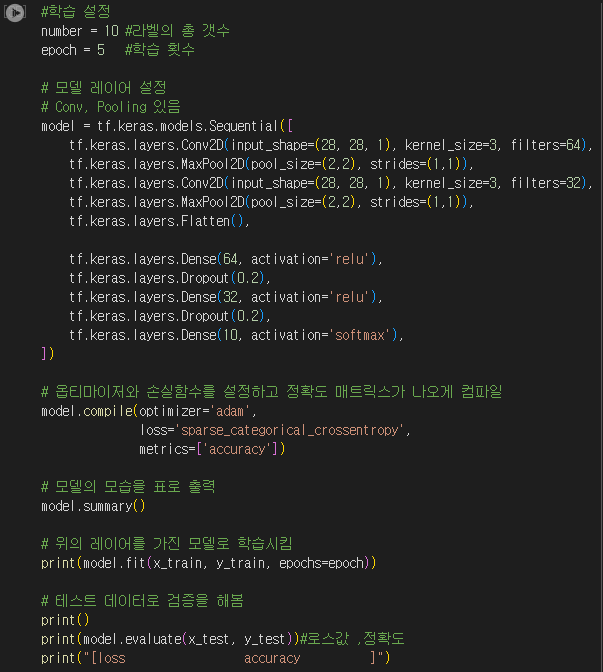 #학습 설정
number = 10 #라벨의 총 갯수
epoch = 5   #학습 횟수

# 모델 레이어 설정
# Conv, Pooling 있음
model = tf.keras.models.Sequential([
    tf.keras.layers.Conv2D(input_shape=(28, 28, 1), kernel_size=3, filters=64),
    tf.keras.layers.MaxPool2D(pool_size=(2,2), strides=(1,1)),
    tf.keras.layers.Conv2D(input_shape=(28, 28, 1), kernel_size=3, filters=32),
    tf.keras.layers.MaxPool2D(pool_size=(2,2), strides=(1,1)),
    tf.keras.layers.Flatten(),

    tf.keras.layers.Dense(64, activation='relu'),
    tf.keras.layers.Dropout(0.2),
    tf.keras.layers.Dense(32, activation='relu'),
    tf.keras.layers.Dropout(0.2),
    tf.keras.layers.Dense(10, activation='softmax'),
])

# 옵티마이저와 손실함수를 설정하고 정확도 매트릭스가 나오게 컴파일
model.compile(optimizer='adam',
              loss='sparse_categorical_crossentropy',
              metrics=['accuracy'])

# 모델의 모습을 표로 출력
model.summary()

# 위의 레이어를 가진 모델로 학습시킴
print(model.fit(x_train, y_train, epochs=epoch))

# 테스트 데이터로 검증을 해봄
print()
print(model.evaluate(x_test, y_test))#로스값 ,정확도
print("[loss                 accuracy          ]")